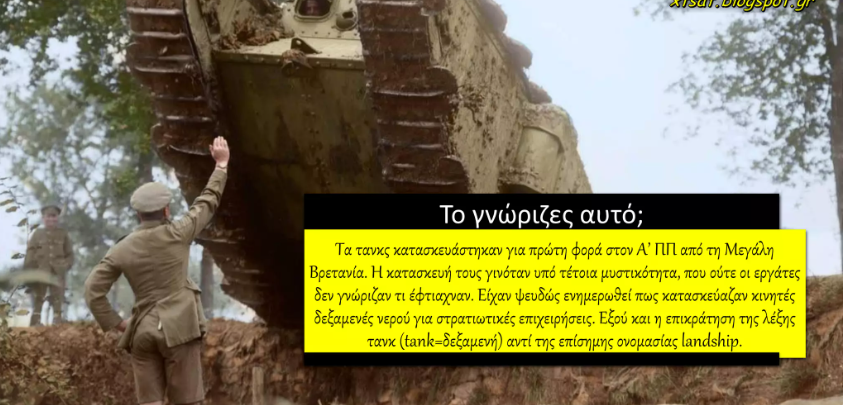 xisdr.blogspot.gr
Το γνώριζες αυτό;
Τα τανκς κατασκευάστηκαν για πρώτη φορά στον Α' ΠΠ από τη Μεγάλη
Βρετανία. Η κατασκευή τους γινόταν υπό τέτοια μυστικότητα, που ούτε οι εργάτες
δεν γνώριζαν τι έφτιαχναν. Είχαν ψευδώς ενημερωθεί πως κατασκεύαζαν κινητές
δεξαμενές νερού για στρατιωτικές επιχειρήσεις. Εξού και η επικράτηση της λέξης
τανκ (tank=δεξαμενή) αντί της επίσημης ονομασίας landship.